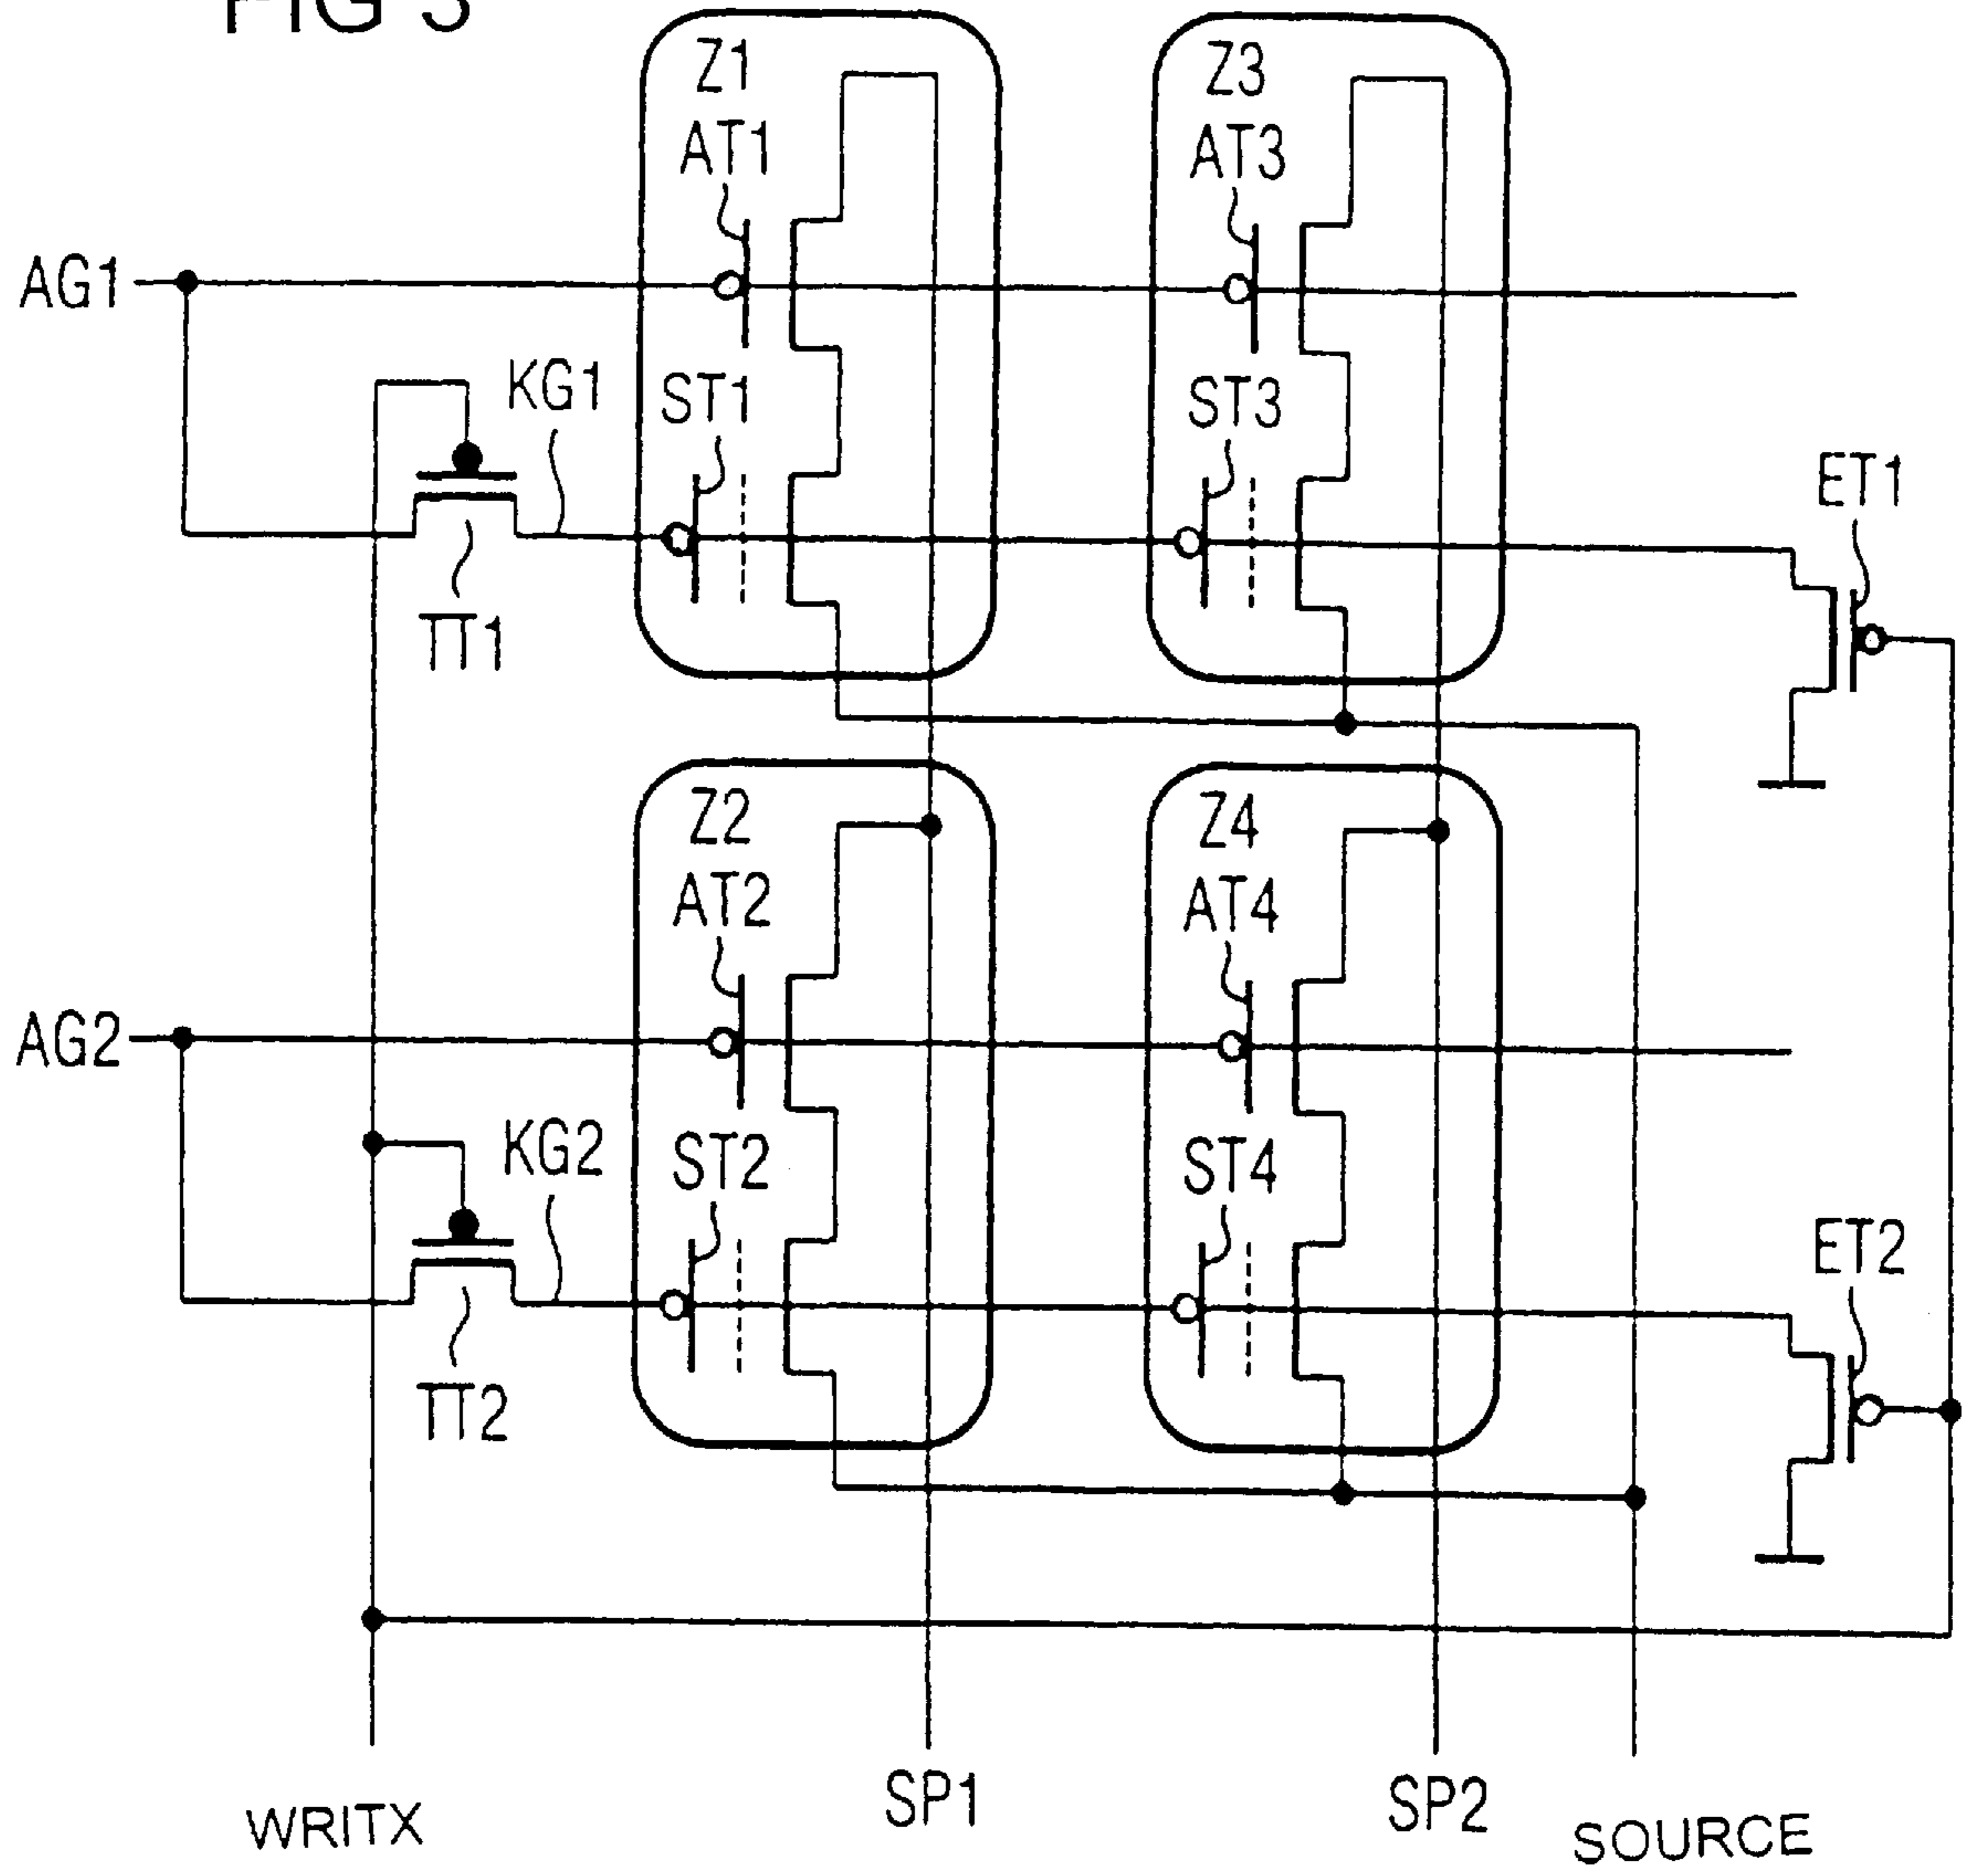 FIG 3
Z1
Z3
AT1
AT3
AG1
KG1
ST1
ST3
ET1
TT1
Z2
Z4
AT2
AT4
AG2
KG2
ST2
ST4
ET2
TT2
WRITX
SP1
SP2
SOURCE